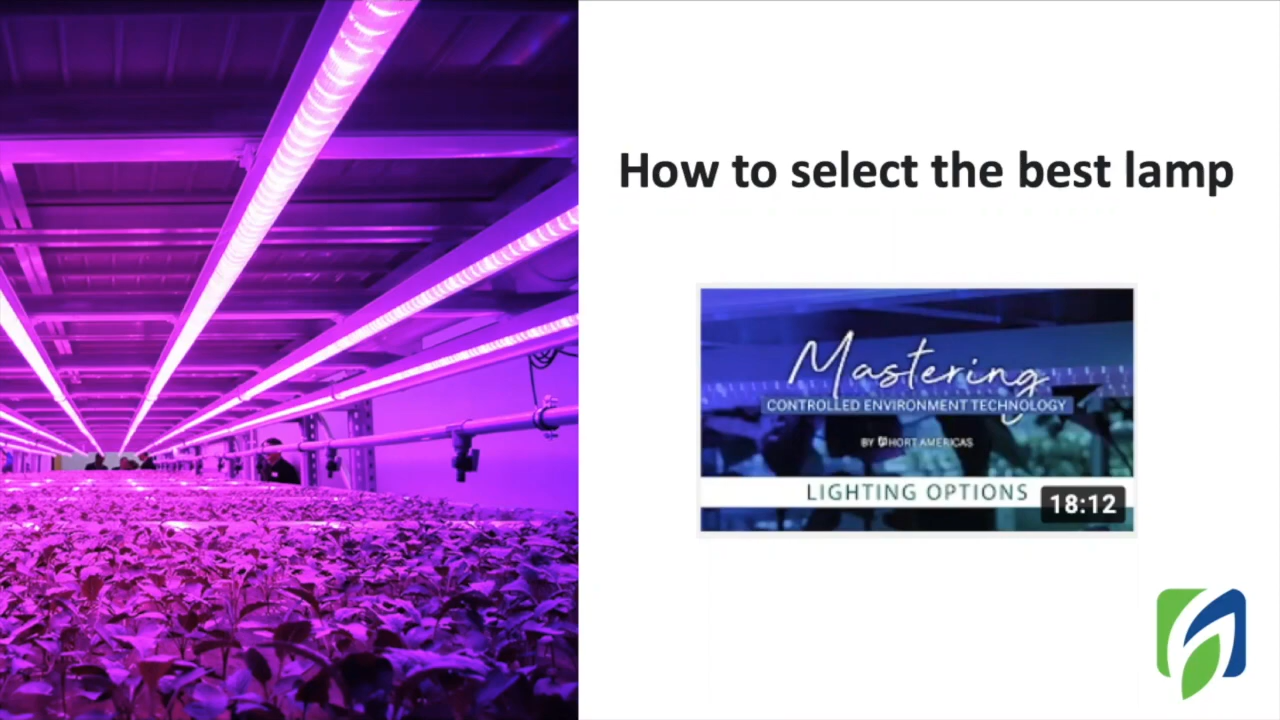 How to select the best lamp
Mastering
CONTROLLED ENVIRONMENT TECHNOLOGY
BY HORT AMERICAS
LIGHTING OPTIONS
18:12